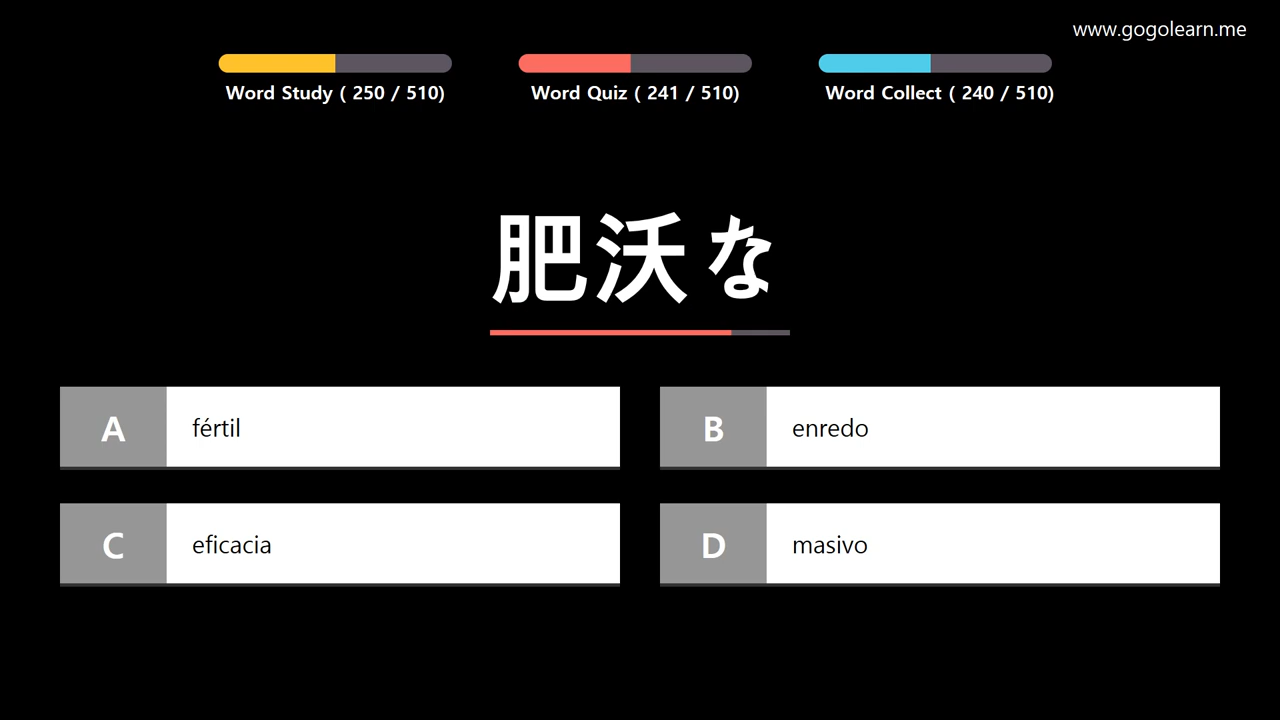 www.gogolearn.me
Word Study ( 250 / 510)
Word Quiz ( 241 / 510)
Word Collect ( 240 / 510)
肥沃な
A fértil
B enredo
C eficacia
D masivo